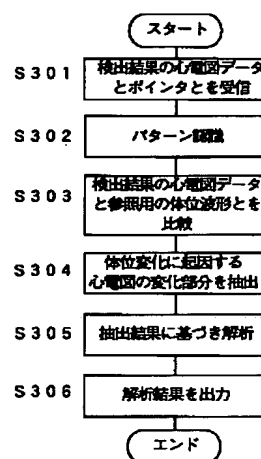 スタート
S301
検出結果の心電図データ
とポインタとを受信
S302
パターン認識
S303
検出結果の心電図データ
と参照用の体位波形とを
比較
S304
体位変化に起因する
心電図の変化部分を抽出
S305
抽出結果に基づき解析
S306
解析結果を出力
エンド